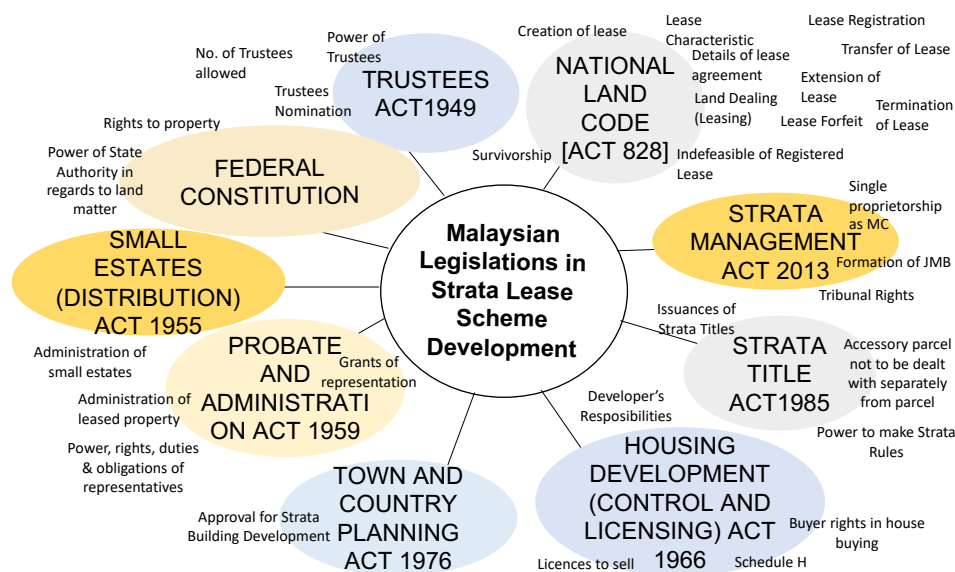 No. of Trustees
allowed
Power of
Trustees
Trustees
Nomination
TRUSTEES
ACT1949
Creation of lease
Lease
Characteristic
Details of lease
agreement
Land Dealing
(Leasing)
Lease Registration
Transfer of Lease
Extension of
Lease
Lease Forfeit
Termination
of Lease
NATIONAL
LAND
CODE
[ACT 828]
Survivorship
Indefeasible of Registered
Lease
Rights to property
Power of State
Authority in
regards to land
matter
FEDERAL
CONSTITUTION
Malaysian
Legislations in
Strata Lease
Scheme
Development
Single
proprietorship
as MC
STRATA
MANAGEMENT
ACT 2013
Formation of JMB
Tribunal Rights
SMALL
ESTATES
(DISTRIBUTION)
ACT 1955
Administration of
small estates
Issuances of
Strata Titles
STRATA
TITLE
ACT1985
Accessory parcel
not to be dealt
with separately
from parcel
Power to make Strata
Rules
PROBATE
AND
ADMINISTRATI
ON ACT 1959
Grants of
representation
Administration of
leased property
Power, rights, duties
& obligations of
representatives
Developer's
Resposibilities
HOUSING
DEVELOPMENT
(CONTROL AND
LICENSING) ACT
1966
Buyer rights in house
buying
Licences to sell
Schedule H
TOWN AND
COUNTRY
PLANNING
ACT 1976
Approval for Strata
Building Development